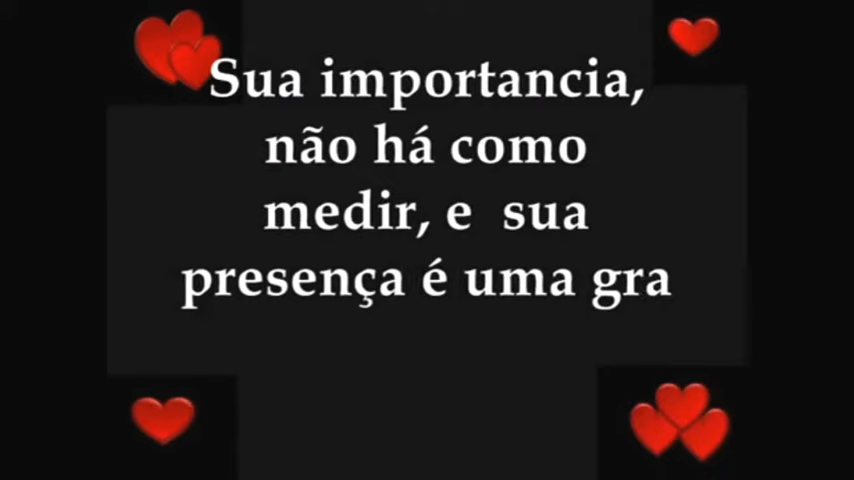 Sua importancia,
não há como
medir, e sua
presença é uma gra